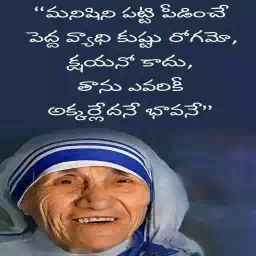 “మనిషిని పట్టి పీడించే
పెద్ద వ్యాధి కుష్టు రోగమో,
క్షయనో కాదు,
తాను ఎవరికీ
అక్కర్లేదనే భావనే”